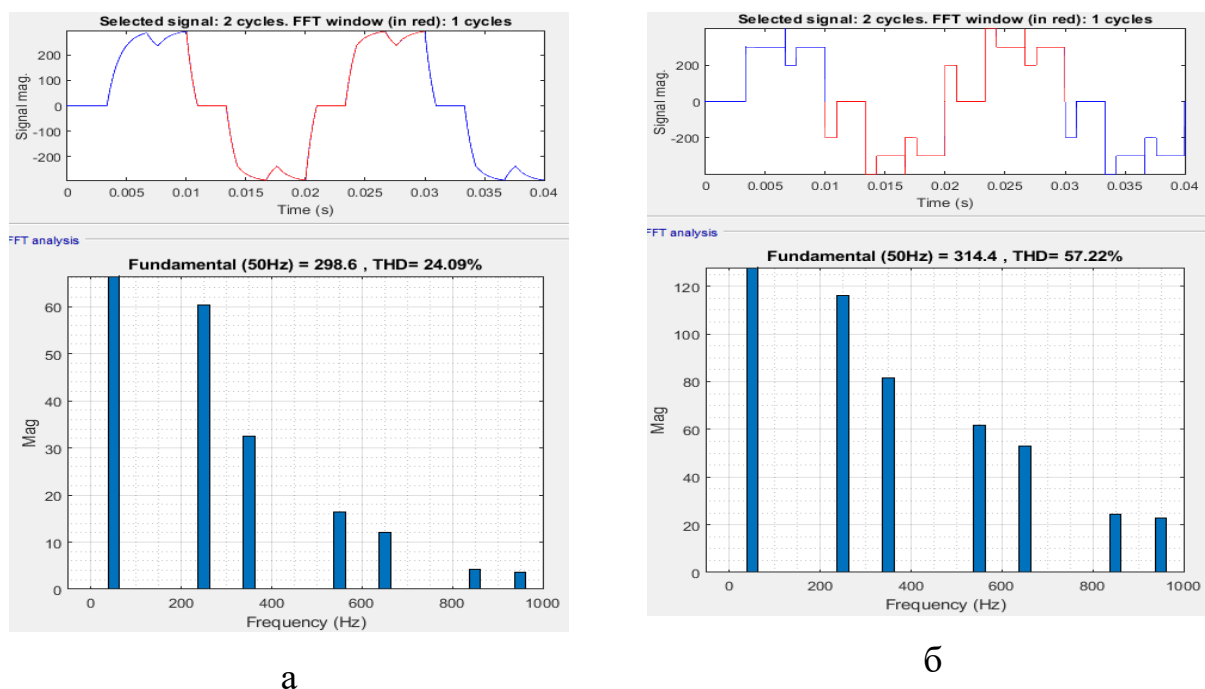 Selected signal: 2 cycles. FFT window (in red): 1 cycles
200
100
0
-100
-200
Signal mag.
0 0.005 0.01 0.015 0.02 0.025 0.03 0.035 0.04
Time (s)
FFT analysis
Fundamental (50Hz) = 298.6 , THD= 24.09%
60
50
40
30
20
10
0
Mag
0 200 400 600 800 1000
Frequency (Hz)
а
Selected signal: 2 cycles. FFT window (in red): 1 cycles
200
0
-200
Signal mag.
0 0.005 0.01 0.015 0.02 0.025 0.03 0.035 0.04
Time (s)
FFT analysis
Fundamental (50Hz) = 314.4 , THD= 57.22%
120
100
80
60
40
20
0
Mag
0 200 400 600 800 1000
Frequency (Hz)
б